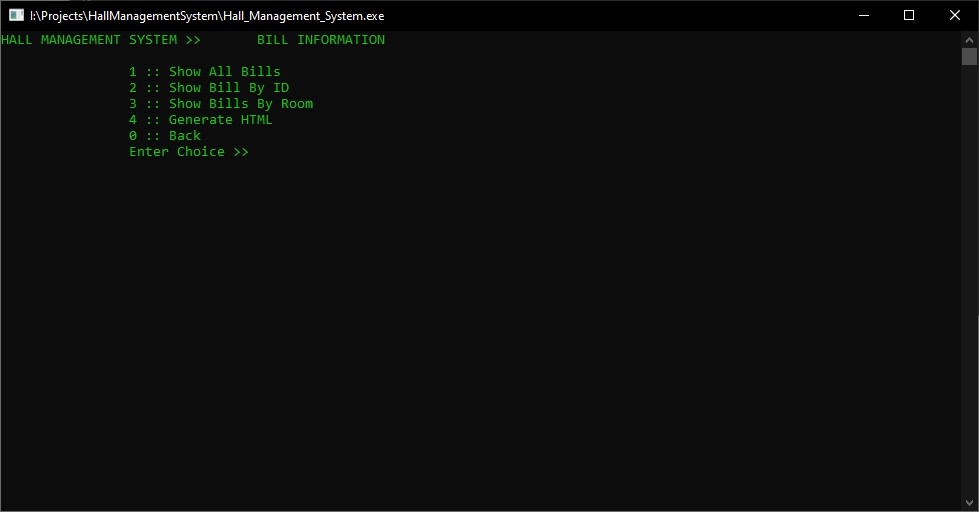 I:\Projects\HallManagementSystem\Hall_Management_System.exe
HALL MANAGEMENT SYSTEM >> BILL INFORMATION
1 :: Show All Bills
2 :: Show Bill By ID
3 :: Show Bills By Room
4 :: Generate HTML
0 :: Back
Enter Choice >>